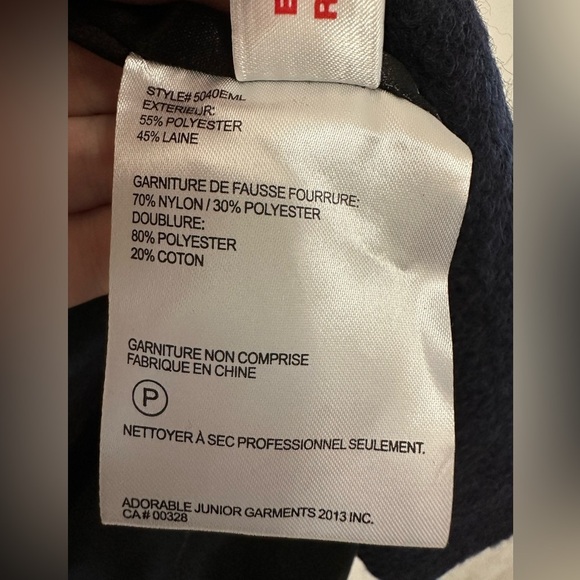 E
R
STYLE# 5040EML
EXTERIEUR:
55% POLYESTER
45% LAINE
GARNITURE DE FAUSSE FOURRURE:
70% NYLON / 30% POLYESTER
DOUBLURE:
80% POLYESTER
20% COTON
GARNITURE NON COMPRISE
FABRIQUE EN CHINE
P
NETTOYER À SEC PROFESSIONNEL SEULEMENT.
ADORABLE JUNIOR GARMENTS 2013 INC.
CA# 00328